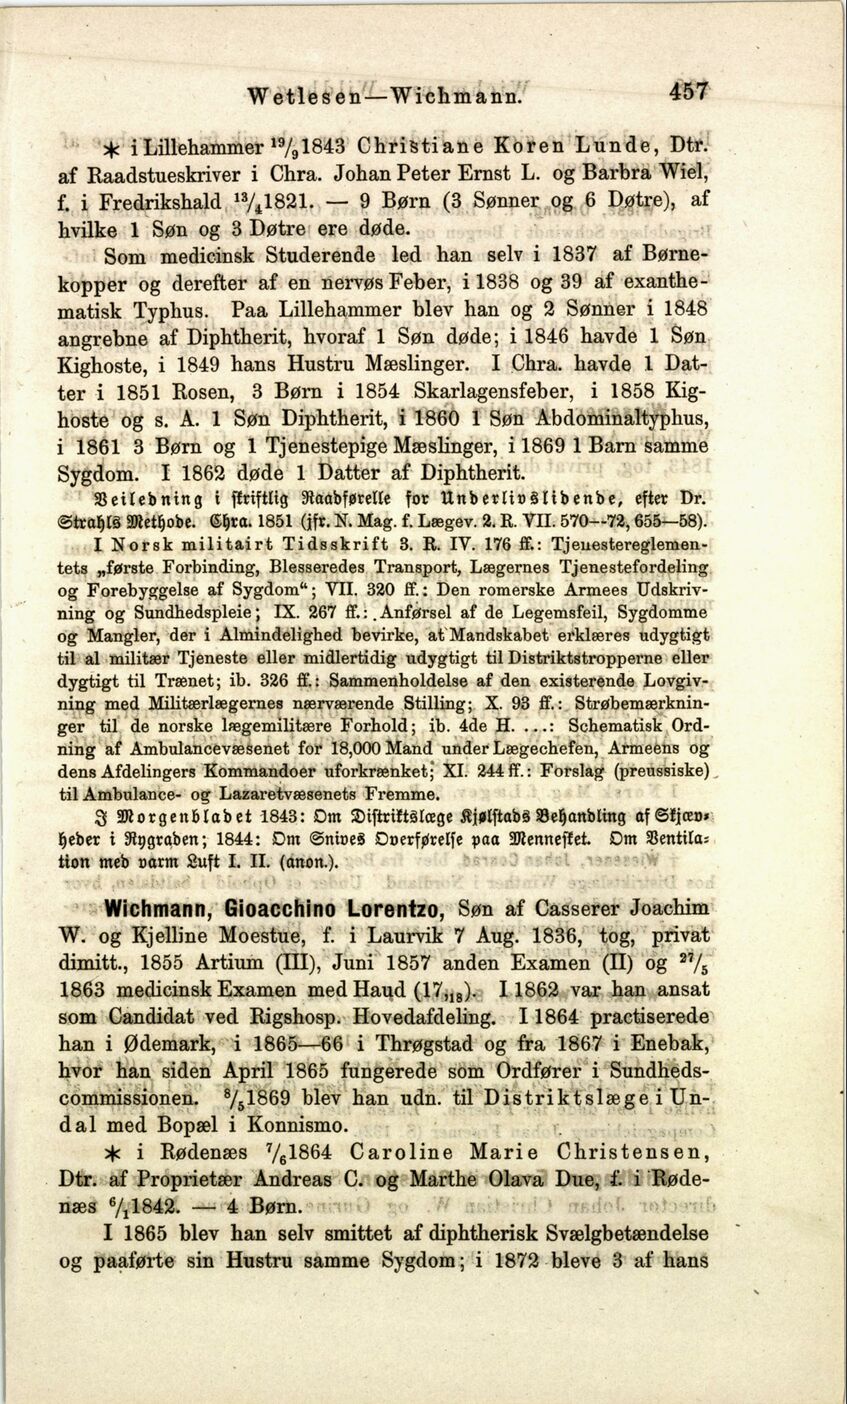 Wetlesen—Wichmann. 457
⚹ i Lillehammer ¹⁹/₉1843 Christiane Koren Lunde, Dtr.
af Raadstueskriver i Chra. Johan Peter Ernst L. og Barbra Wiel,
f. i Fredrikshald ¹³/₄1821. — 9 Børn (3 Sønner og 6 Døtre), af
hvilke 1 Søn og 3 Døtre ere døde.
Som medicinsk Studerende led han selv i 1837 af Børne-
kopper og derefter af en nervøs Feber, i 1838 og 39 af exanthe-
matisk Typhus. Paa Lillehammer blev han og 2 Sønner i 1848
angrebne af Diphtherit, hvoraf 1 Søn døde; i 1846 havde 1 Søn
Kighoste, i 1849 hans Hustru Mæslinger. I Chra. havde 1 Dat-
ter i 1851 Rosen, 3 Børn i 1854 Skarlagensfeber, i 1858 Kig-
hoste og s. A. 1 Søn Diphtherit, i 1860 1 Søn Abdominaltyphus,
i 1861 3 Børn og 1 Tjenestepige Mæslinger, i 1869 1 Barn samme
Sygdom. I 1862 døde 1 Datter af Diphtherit.
Veiledning i skriftlig Raabførelse for Underlivslidende, efter Dr.
Strahls Methode. Chra. 1851 (jfr. N. Mag. f. Lægev. 2. R. VII. 570--72, 655—58).
I Norsk militairt Tidsskrift 3. R. IV. 176 ff.: Tjenestereglemen-
tets „første Forbinding, Blesseredes Transport, Lægernes Tjenestefordeling
og Forebyggelse af Sygdom“; VII. 320 ff.: Den romerske Armees Udskriv-
ning og Sundhedspleie; IX. 267 ff.: Anførsel af de Legemsfeil, Sygdomme
og Mangler, der i Almindelighed bevirke, at Mandskabet erklæres udygtigt
til al militær Tjeneste eller midlertidig udygtigt til Distriktstropperne eller
dygtigt til Trænet; ib. 326 ff.: Sammenholdelse af den existerende Lovgiv-
ning med Militærlægernes nærværende Stilling; X. 93 ff.: Strøbemærknin-
ger til de norske lægemilitære Forhold; ib. 4de H. ...: Schematisk Ord-
ning af Ambulancevæsenet for 18,000 Mand under Lægechefen, Armeens og
dens Afdelingers Kommandoer uforkrænket; XI. 244 ff.: Forslag (preussiske)
til Ambulance- og Lazaretvæsenets Fremme.
I Morgenbladet 1843: Om Distriktslæge Kjølstads Behandling af Skjæv-
heder i Nygraden; 1844: Om Snives Overførelse paa Mennesket. Om Ventila-
tion med varm Luft I. II. (anon.).
Wichmann, Gioacchino Lorentzo, Søn af Casserer Joachim
W. og Kjelline Moestue, f. i Laurvik 7 Aug. 1836, tog, privat
dimitt., 1855 Artium (III), Juni 1857 anden Examen (II) og ²⁷/₅
1863 medicinsk Examen med Haud (17,₁₈). I 1862 var han ansat
som Candidat ved Rigshosp. Hovedafdeling. I 1864 practiserede
han i Ødemark, i 1865—66 i Thrøgstad og fra 1867 i Enebak,
hvor han siden April 1865 fungerede som Ordfører i Sundheds-
commissionen. ⁸/₅1869 blev han udn. til Distriktslæge i Un-
dal med Bopæl i Konnismo.
⚹ i Rødenæs ⁷/₆1864 Caroline Marie Christensen,
Dtr. af Proprietær Andreas C. og Marthe Olava Due, f. i Røde-
næs ⁶/₁1842. — 4 Børn.
I 1865 blev han selv smittet af diphtherisk Svælgbetændelse
og paaførte sin Hustru samme Sygdom; i 1872 bleve 3 af hans